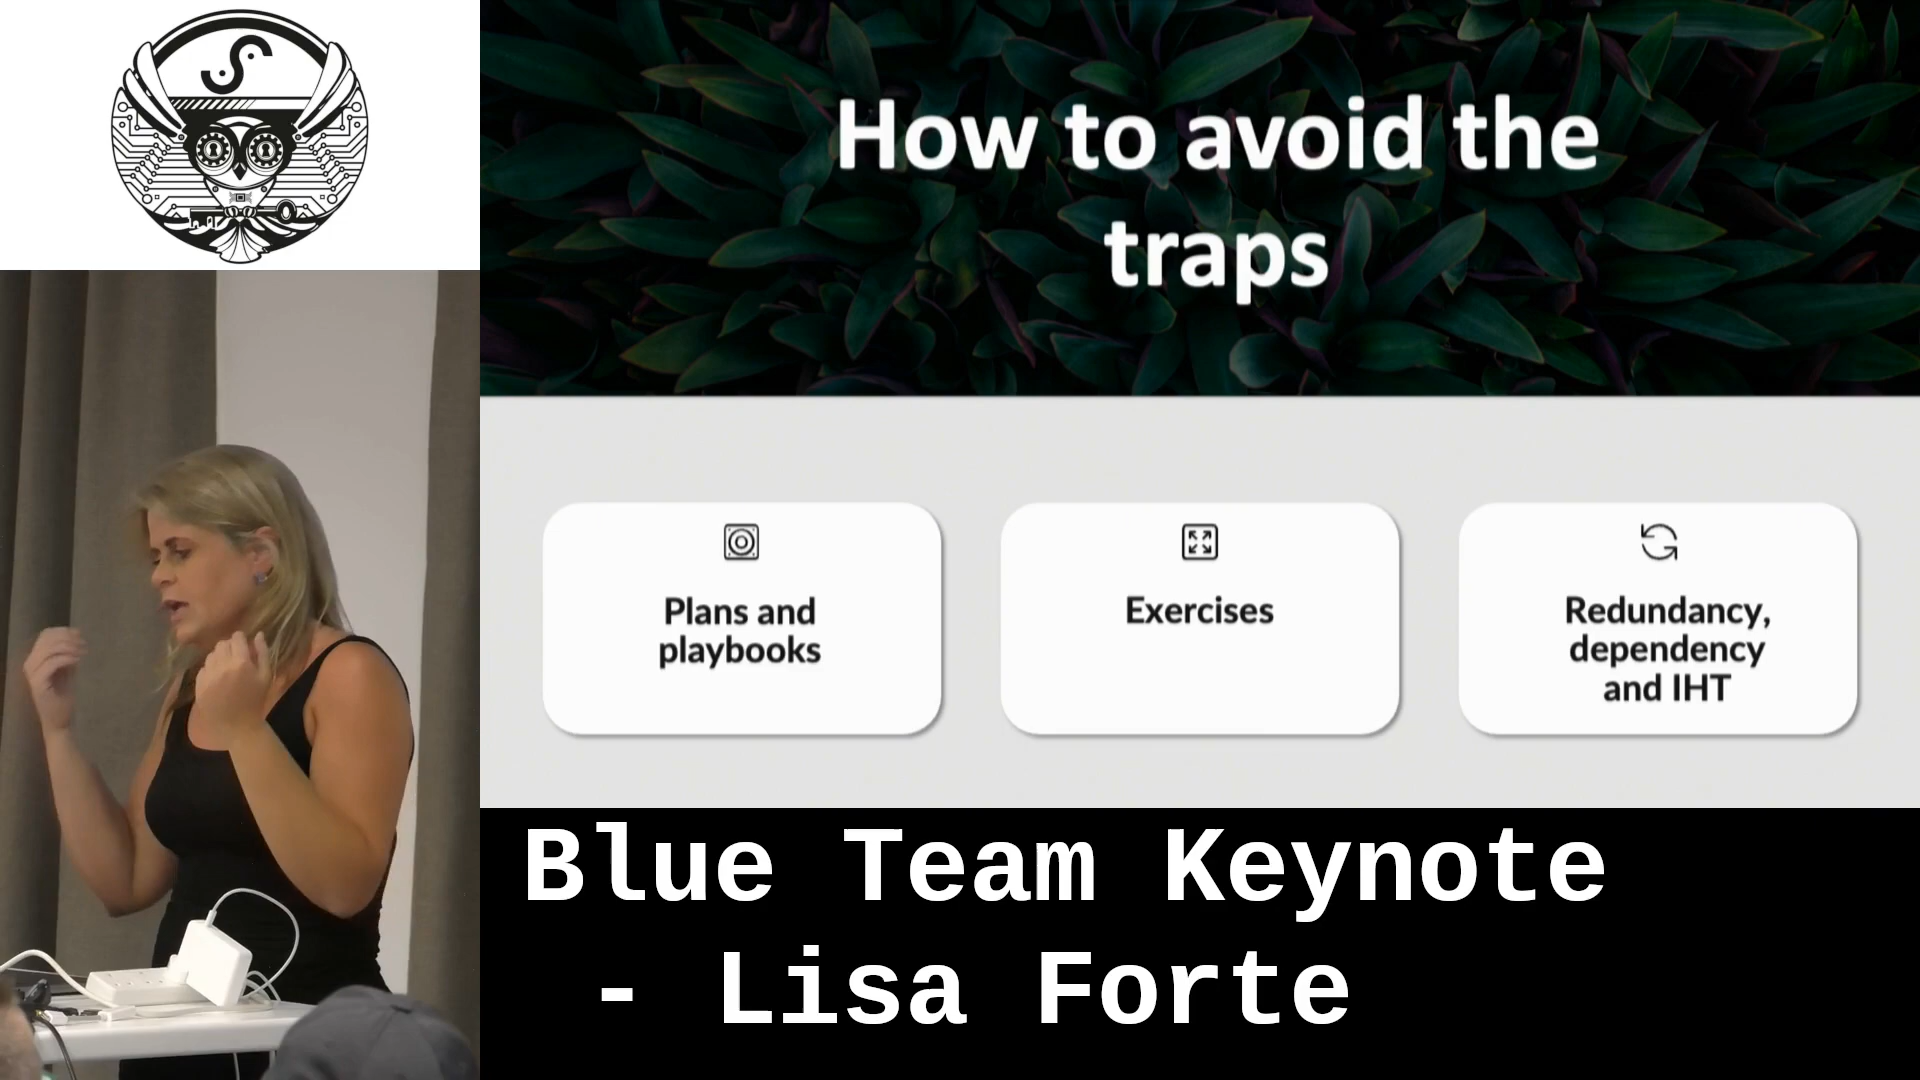 How to avoid the
traps
Plans and
playbooks
Exercises
Redundancy,
dependency
and IHT
Blue Team Keynote
- Lisa Forte